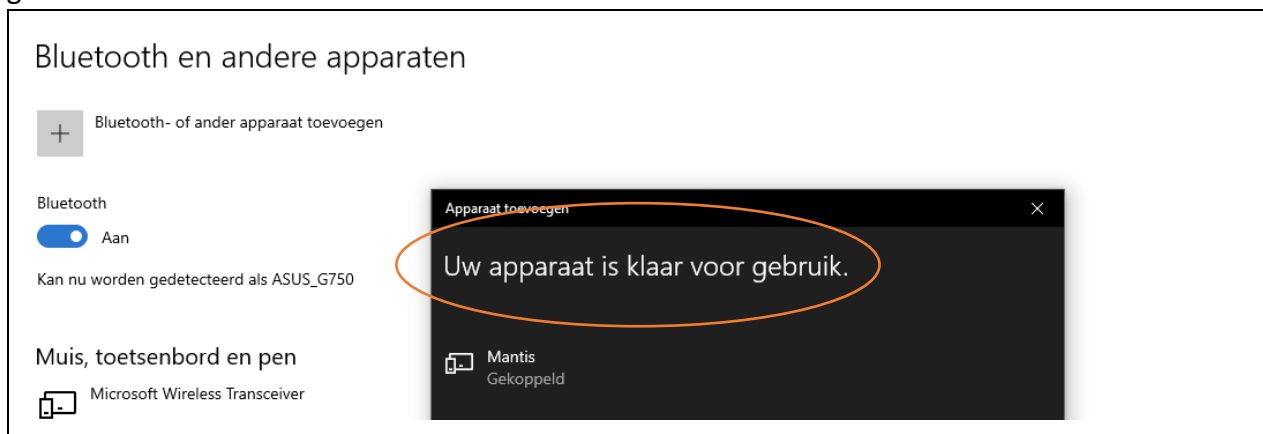 Bluetooth en andere apparaten
Bluetooth- of ander apparaat toevoegen
Bluetooth
Aan
Kan nu worden gedetecteerd als ASUS_G750
Muis, toetsenbord en pen
Microsoft Wireless Transceiver
Apparaat toevoegen
Uw apparaat is klaar voor gebruik.
Mantis
Gekoppeld